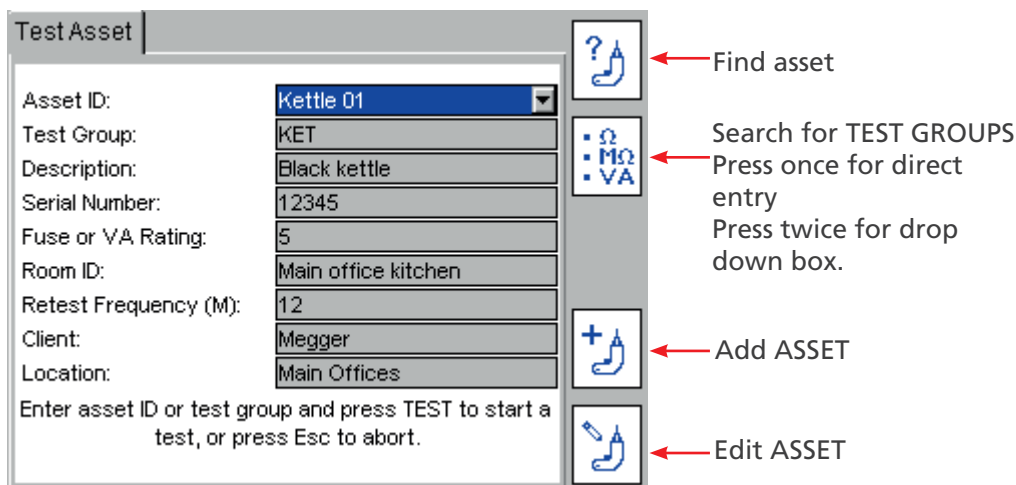 Test Asset
Asset ID: Kettle 01
Test Group: KET
Description: Black kettle
Serial Number: 12345
Fuse or VA Rating: 5
Room ID: Main office kitchen
Retest Frequency (M): 12
Client: Megger
Location: Main Offices
Enter asset ID or test group and press TEST to start a
test, or press Esc to abort.
?
Find asset
Ω
MΩ
VA
Search for TEST GROUPS
Press once for direct
entry
Press twice for drop
down box.
+
Add ASSET
Edit ASSET